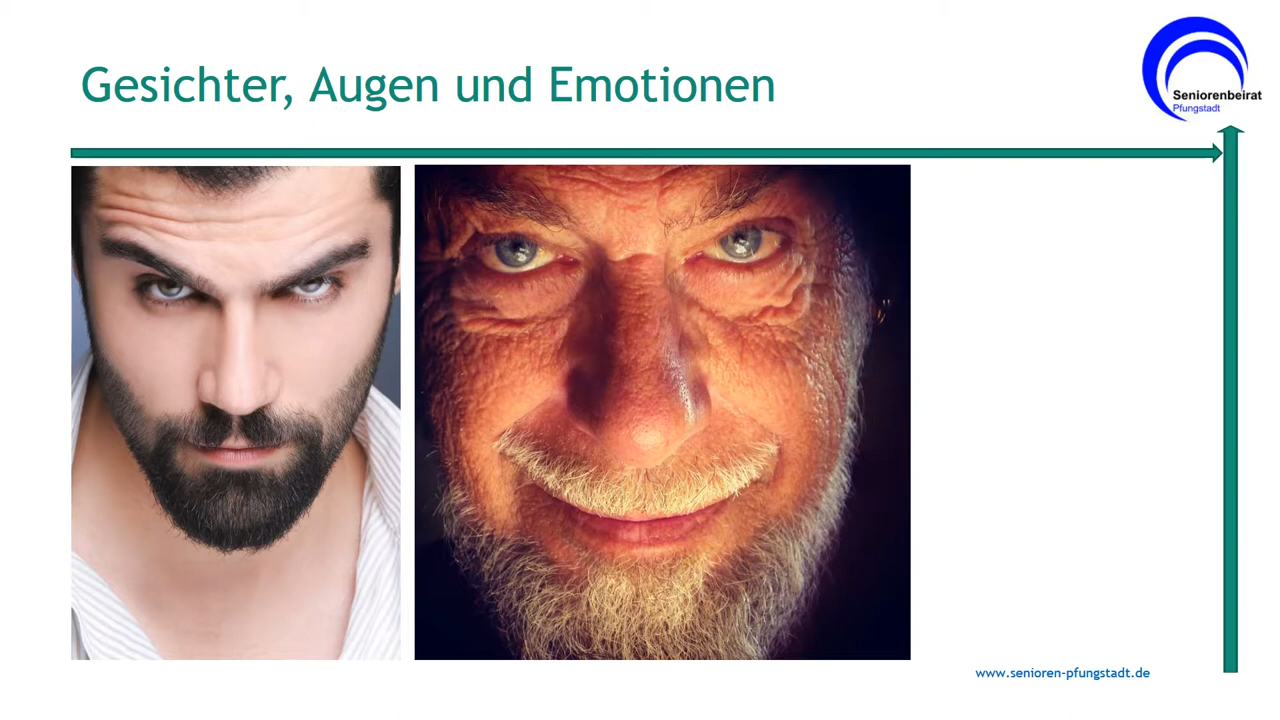 Gesichter, Augen und Emotionen
Seniorenbeirat
Pfungstadt
www.senioren-pfungstadt.de